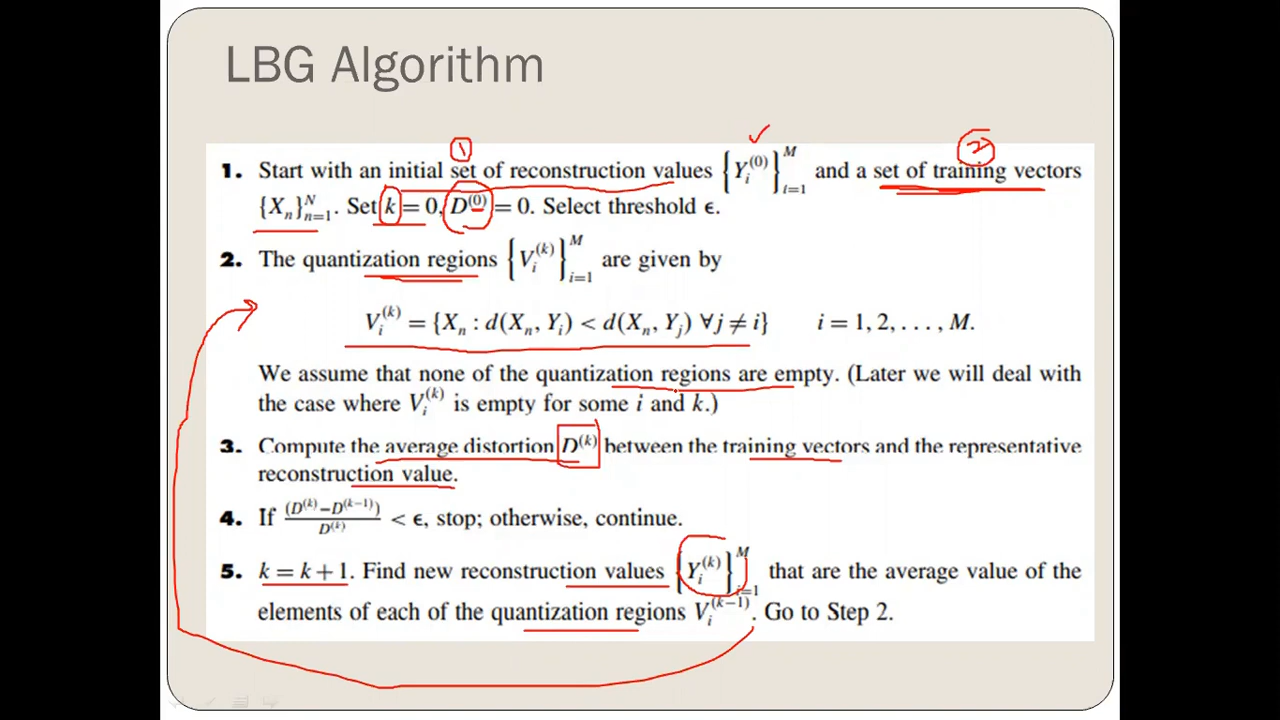 LBG Algorithm
1
2
1. Start with an initial set of reconstruction values {Y_i^(0)}_{i=1}^M and a set of training vectors
{X_n}_{n=1}^N. Set k = 0, D^(0) = 0. Select threshold ϵ.
2. The quantization regions {V_i^(k)}_{i=1}^M are given by
V_i^(k) = {X_n : d(X_n, Y_i) < d(X_n, Y_j) ∀j ≠ i} i = 1, 2, . . . , M.
We assume that none of the quantization regions are empty. (Later we will deal with
the case where V_i^(k) is empty for some i and k.)
3. Compute the average distortion D^(k) between the training vectors and the representative
reconstruction value.
4. If (D^(k)−D^(k−1))/D^(k) < ϵ, stop; otherwise, continue.
5. k = k + 1. Find new reconstruction values {Y_i^(k)}_{i=1}^M that are the average value of the
elements of each of the quantization regions V_i^(k−1). Go to Step 2.